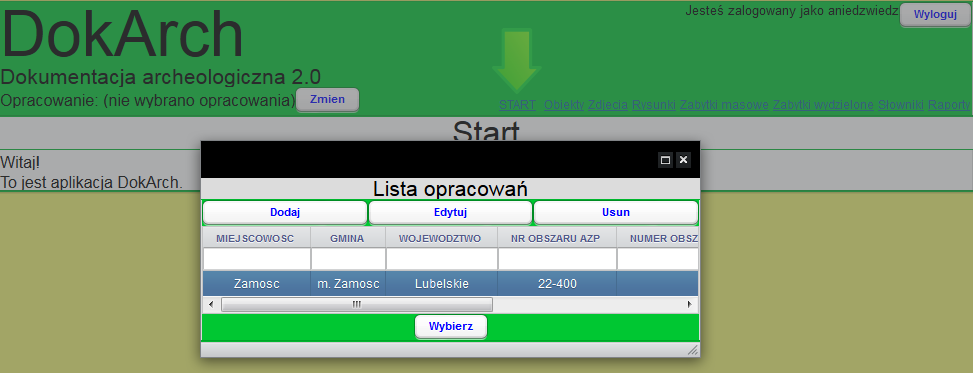 Jesteś zalogowany jako aniedzwiedz Wyloguj
DokArch
Dokumentacja archeologiczna 2.0
Opracowanie: (nie wybrano opracowania) Zmien
START Obiekty Zdjecia Rysunki Zabytki masowe Zabytki wydzielone Słowniki Raporty
Start
Witaj!
To jest aplikacja DokArch.
Lista opracowań
Dodaj Edytuj Usun
MIEJSCOWOSC GMINA WOJEWODZTWO NR OBSZARU AZP NUMER OBSZ
Zamosc m. Zamosc Lubelskie 22-400
Wybierz